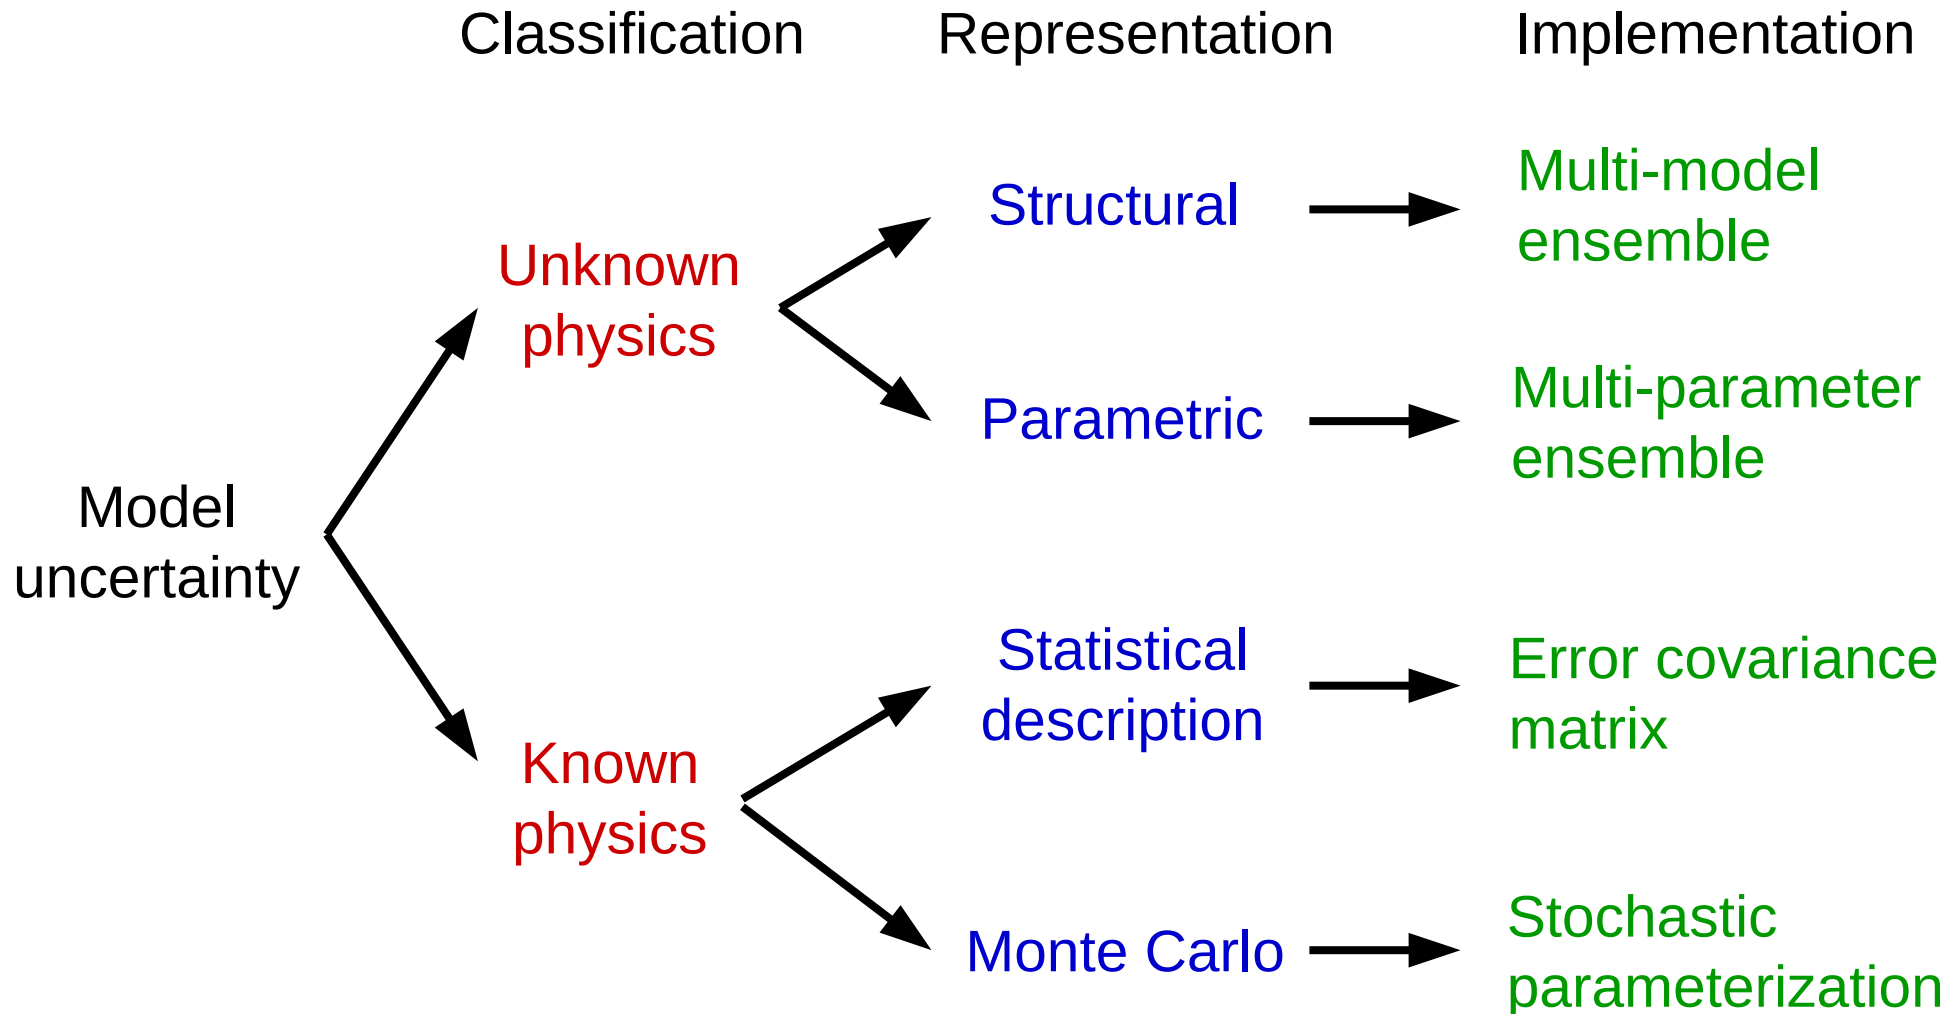 Classification
Representation
Implementation
Model
uncertainty
Unknown
physics
Known
physics
Structural
Parametric
Statistical
description
Monte Carlo
Multi-model
ensemble
Multi-parameter
ensemble
Error covariance
matrix
Stochastic
parameterization